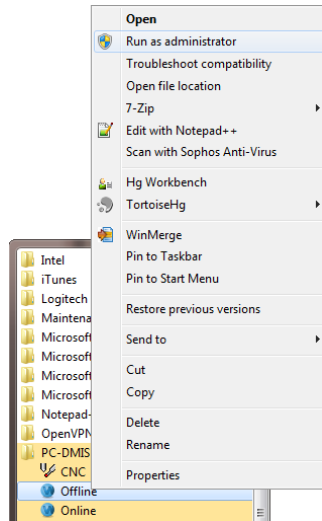 Open
Run as administrator
Troubleshoot compatibility
Open file location
7-Zip
Edit with Notepad++
Scan with Sophos Anti-Virus
Hg Workbench
TortoiseHg
WinMerge
Pin to Taskbar
Pin to Start Menu
Restore previous versions
Send to
Cut
Copy
Delete
Rename
Properties
Intel
iTunes
Logitech
Maintena
Microsoft
Microsoft
Microsoft
Microsoft
Notepad-
OpenVPN
PC-DMIS
CNC
Offline
Online